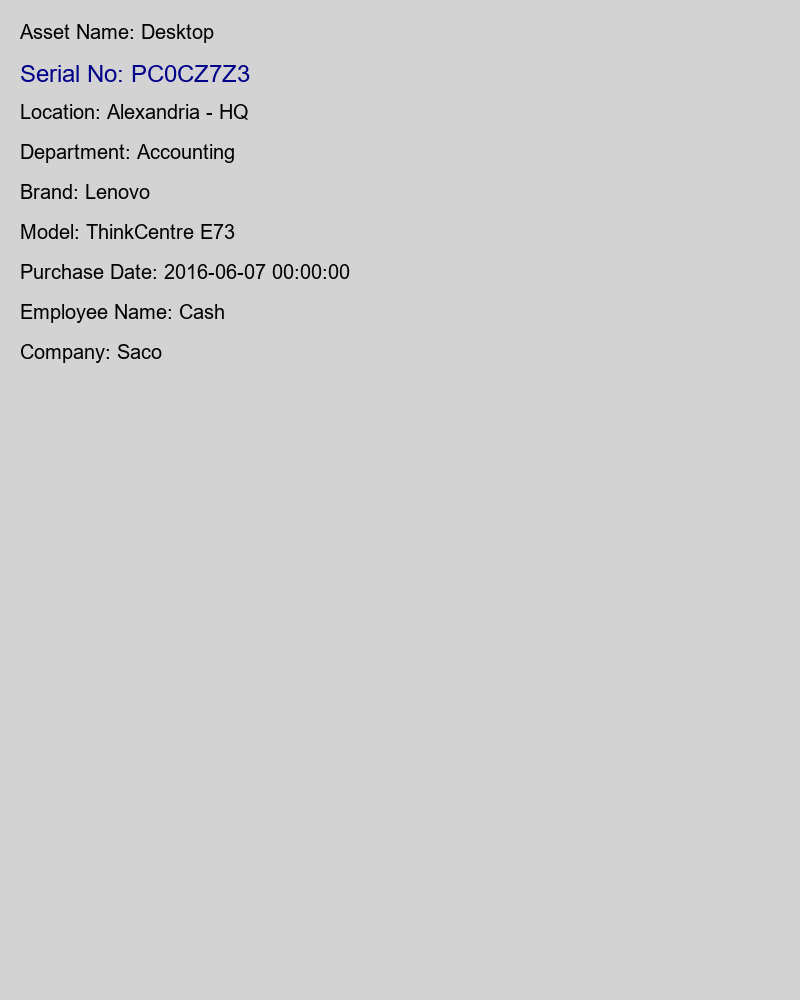 Asset Name: Desktop
Serial No: PC0CZ7Z3
Location: Alexandria - HQ
Department: Accounting
Brand: Lenovo
Model: ThinkCentre E73
Purchase Date: 2016-06-07 00:00:00
Employee Name: Cash
Company: Saco